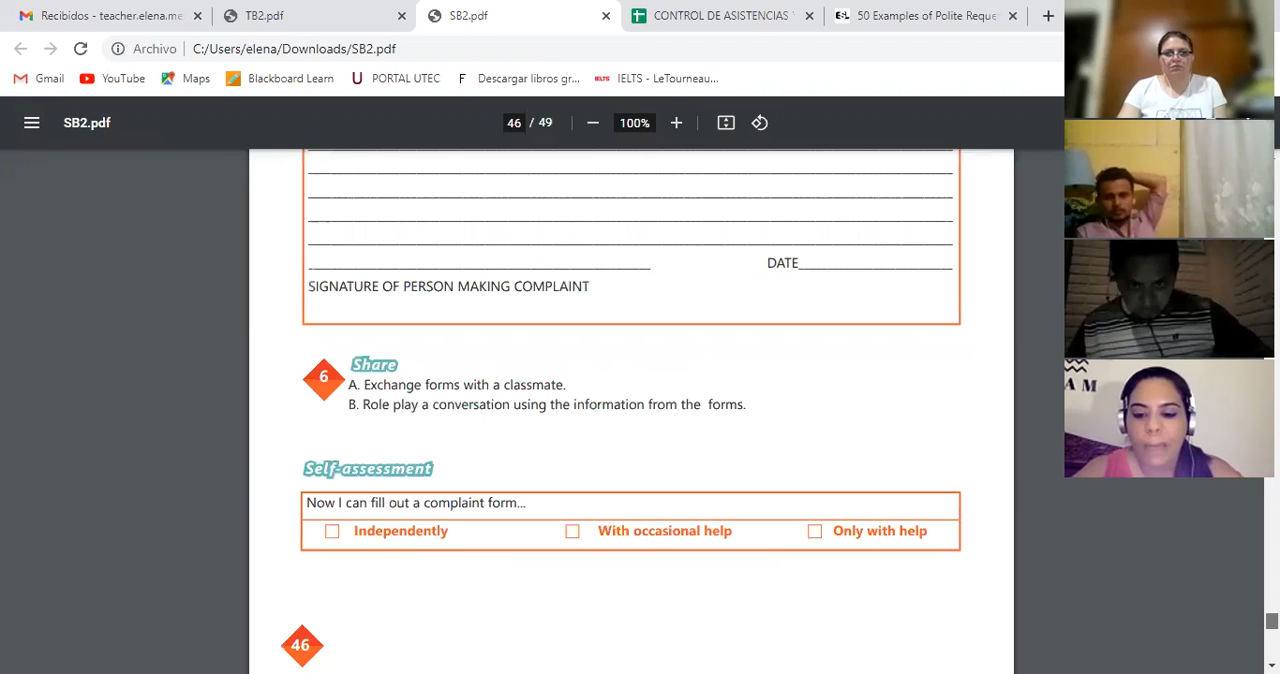 Recibidos - teacher.elena.me
TB2.pdf
SB2.pdf
CONTROL DE ASISTENCIAS
50 Examples of Polite Reque
Archivo
C:/Users/elena/Downloads/SB2.pdf
Gmail
YouTube
Maps
Blackboard Learn
PORTAL UTEC
Descargar libros gr...
IELTS - LeTourneau...
SB2.pdf
46 / 49
100%
DATE
SIGNATURE OF PERSON MAKING COMPLAINT
6
Share
A. Exchange forms with a classmate.
B. Role play a conversation using the information from the forms.
Self-assessment
Now I can fill out a complaint form...
Independently
With occasional help
Only with help
46
A M